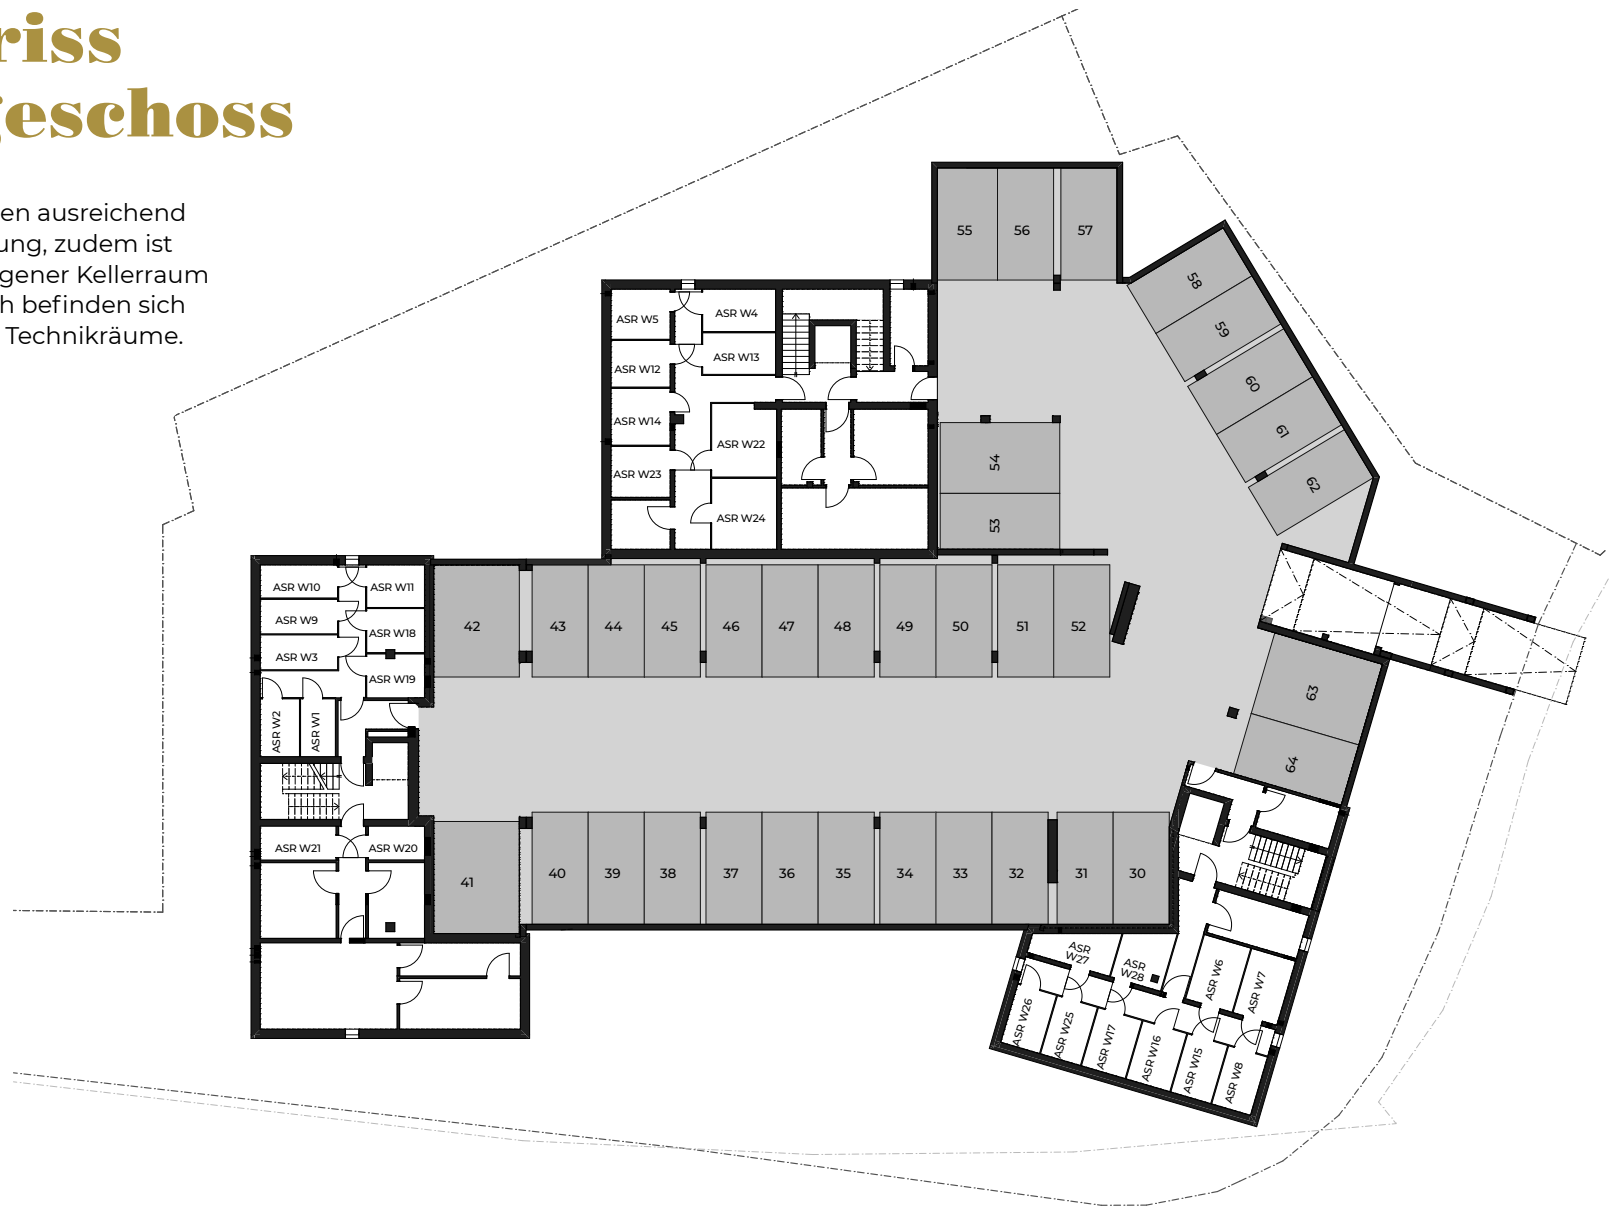 riss
geschoss
en ausreichend
ung, zudem ist
gener Kellerraum
h befinden sich
Technikräume.
55
56
57
58
59
60
61
62
ASR W5
ASR W4
ASR W12
ASR W13
ASR W14
ASR W22
ASR W23
ASR W24
54
53
ASR W10
ASR W11
ASR W9
ASR W18
ASR W3
ASR W19
ASR W2
ASR W1
42
43
44
45
46
47
48
49
50
51
52
63
64
ASR W21
ASR W20
41
40
39
38
37
36
35
34
33
32
31
30
ASR
W27
ASR
W28
ASR W6
ASR W7
ASR W26
ASR W25
ASR W17
ASR W16
ASR W15
ASR W8